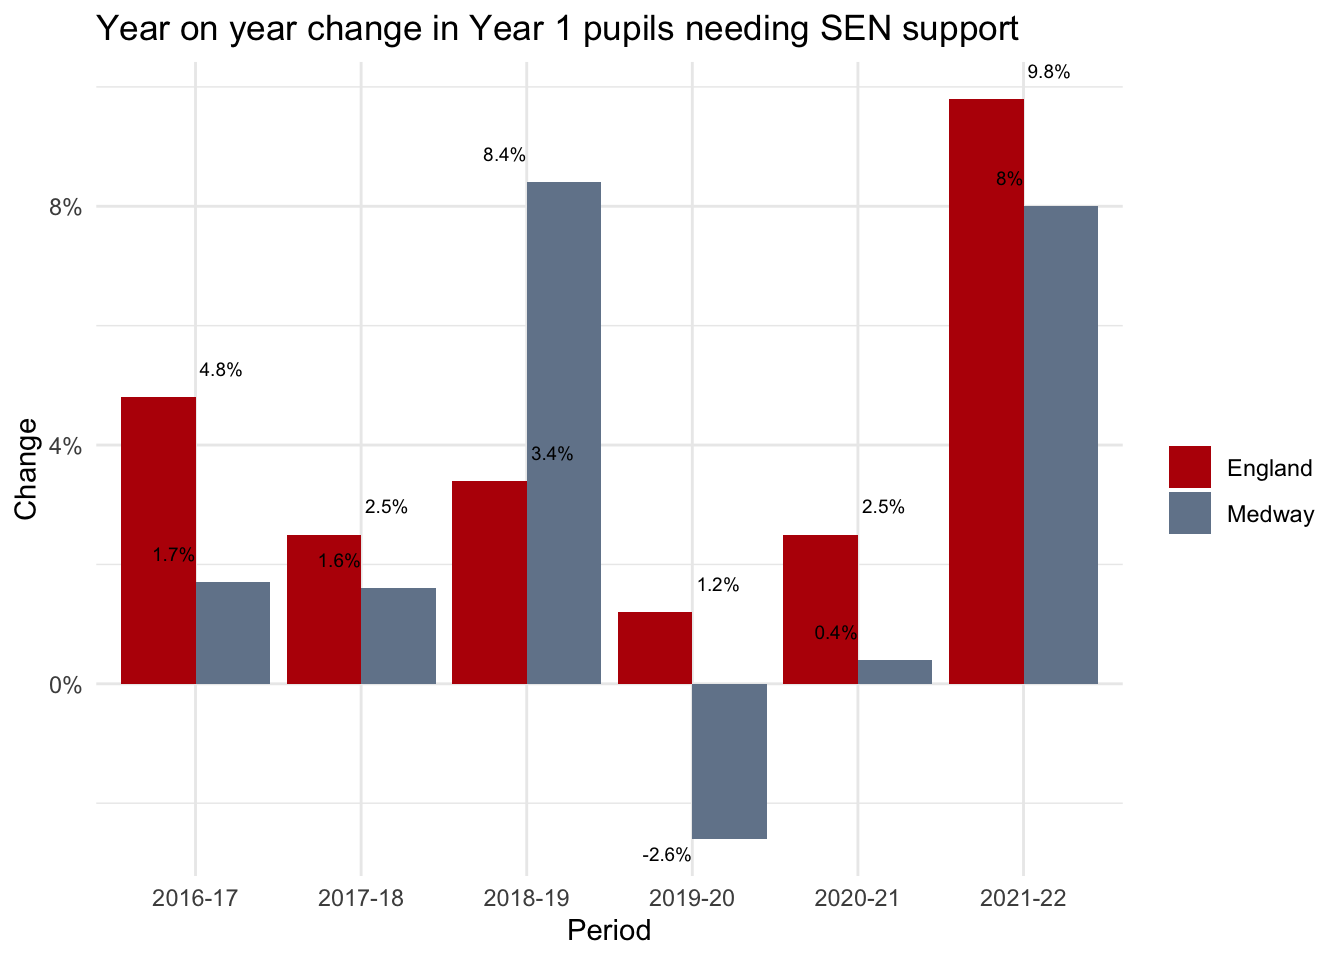 Year on year change in Year 1 pupils needing SEN support
9.8%
8.4%
8%
8%
4.8%
4%
3.4%
2.5%
2.5%
1.7%
1.6%
1.2%
0.4%
0%
-2.6%
Change
England
Medway
2016-17 2017-18 2018-19 2019-20 2020-21 2021-22
Period